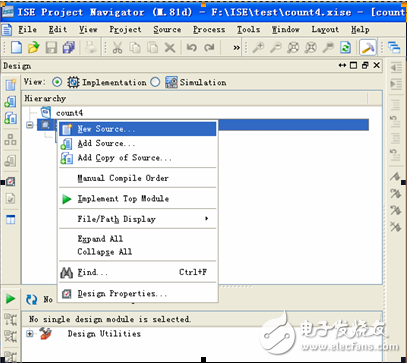 ISE Project Navigator (M.81d) - F:\ISE\test\count4.xise - [coun
File Edit View Project Source Process Tools Window Layout Help
Design
View: Implementation Simulation
Hierarchy
count4
New Source...
Add Source...
Add Copy of Source...
Manual Compile Order
Implement Top Module
File/Path Display
Expand All
Collapse All
Find... Ctrl+F
Design Properties...
No
No single design module is selected.
Design Utilities
电子发烧友
www.elecfans.com